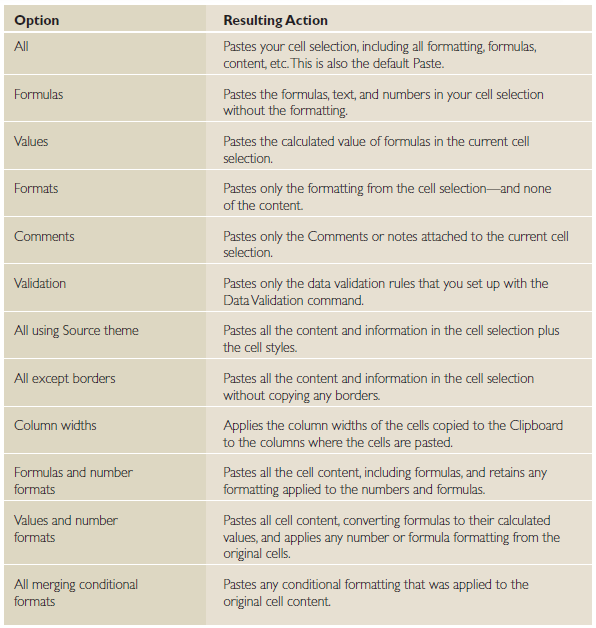 Option Resulting Action
All Pastes your cell selection, including all formatting, formulas,
content, etc. This is also the default Paste.
Formulas Pastes the formulas, text, and numbers in your cell selection
without the formatting.
Values Pastes the calculated value of formulas in the current cell
selection.
Formats Pastes only the formatting from the cell selection—and none
of the content.
Comments Pastes only the Comments or notes attached to the current cell
selection.
Validation Pastes only the data validation rules that you set up with the
Data Validation command.
All using Source theme Pastes all the content and information in the cell selection plus
the cell styles.
All except borders Pastes all the content and information in the cell selection
without copying any borders.
Column widths Applies the column widths of the cells copied to the Clipboard
to the columns where the cells are pasted.
Formulas and number Pastes all the cell content, including formulas, and retains any
formats formatting applied to the numbers and formulas.
Values and number Pastes all cell content, converting formulas to their calculated
formats values, and applies any number or formula formatting from the
original cells.
All merging conditional Pastes any conditional formatting that was applied to the
formats original cell content.